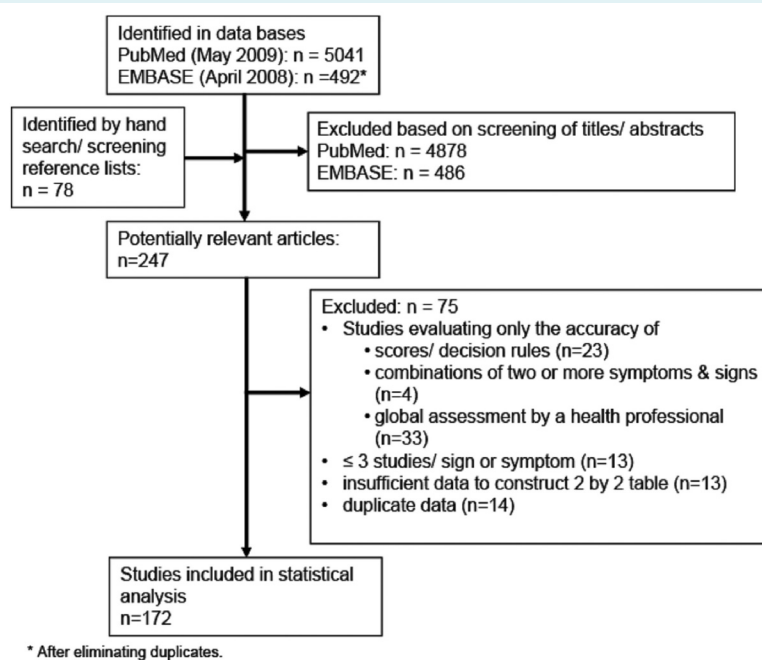 Identified in data bases
PubMed (May 2009): n = 5041
EMBASE (April 2008): n =492*
Identified by hand
search/ screening
reference lists:
n = 78
Excluded based on screening of titles/ abstracts
PubMed: n = 4878
EMBASE: n = 486
Potentially relevant articles:
n=247
Excluded: n = 75
• Studies evaluating only the accuracy of
• scores/ decision rules (n=23)
• combinations of two or more symptoms & signs
(n=4)
• global assessment by a health professional
(n=33)
• ≤ 3 studies/ sign or symptom (n=13)
• insufficient data to construct 2 by 2 table (n=13)
• duplicate data (n=14)
Studies included in statistical
analysis
n=172
* After eliminating duplicates.